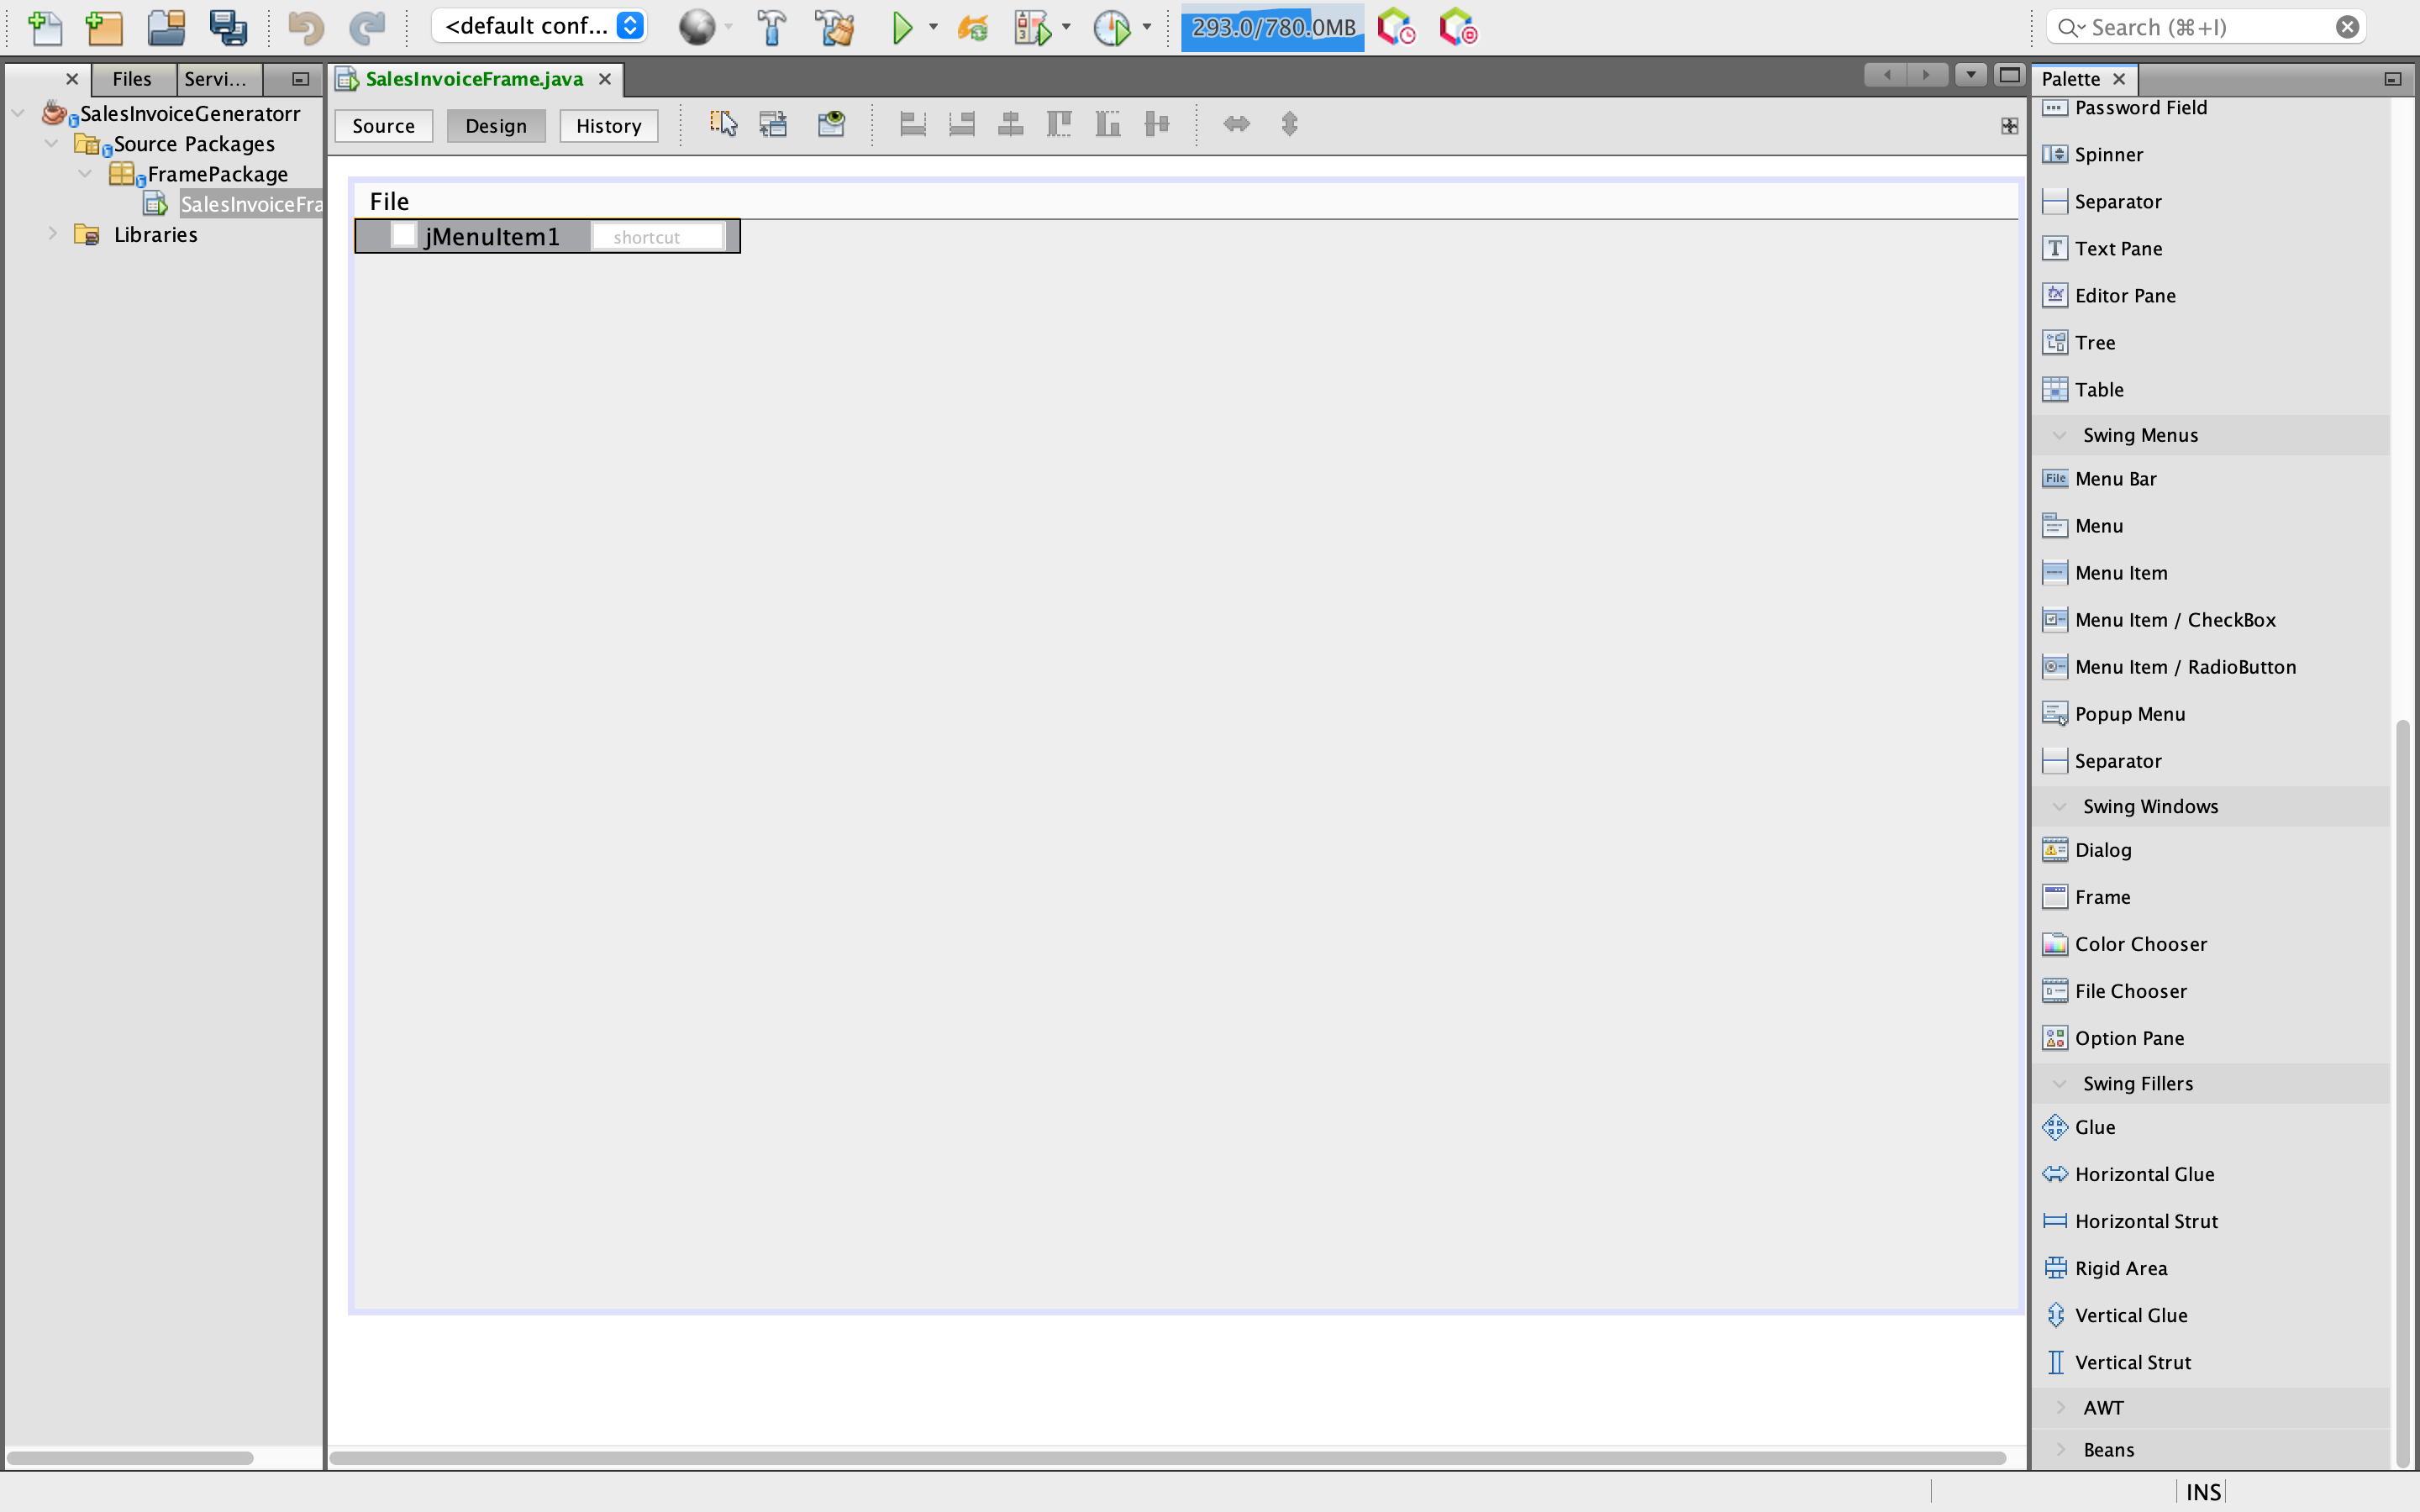 <default conf...
293.0/780.0MB
Search (⌘+I)
Files
Servi...
SalesInvoiceFrame.java
Palette
SalesInvoiceGeneratorr
Source Packages
FramePackage
SalesInvoiceFra
Libraries
Source
Design
History
File
jMenuItem1
shortcut
Password Field
Spinner
Separator
Text Pane
Editor Pane
Tree
Table
Swing Menus
File
Menu Bar
Menu
Menu Item
Menu Item / CheckBox
Menu Item / RadioButton
Popup Menu
Separator
Swing Windows
Dialog
Frame
Color Chooser
File Chooser
Option Pane
Swing Fillers
Glue
Horizontal Glue
Horizontal Strut
Rigid Area
Vertical Glue
Vertical Strut
AWT
Beans
INS